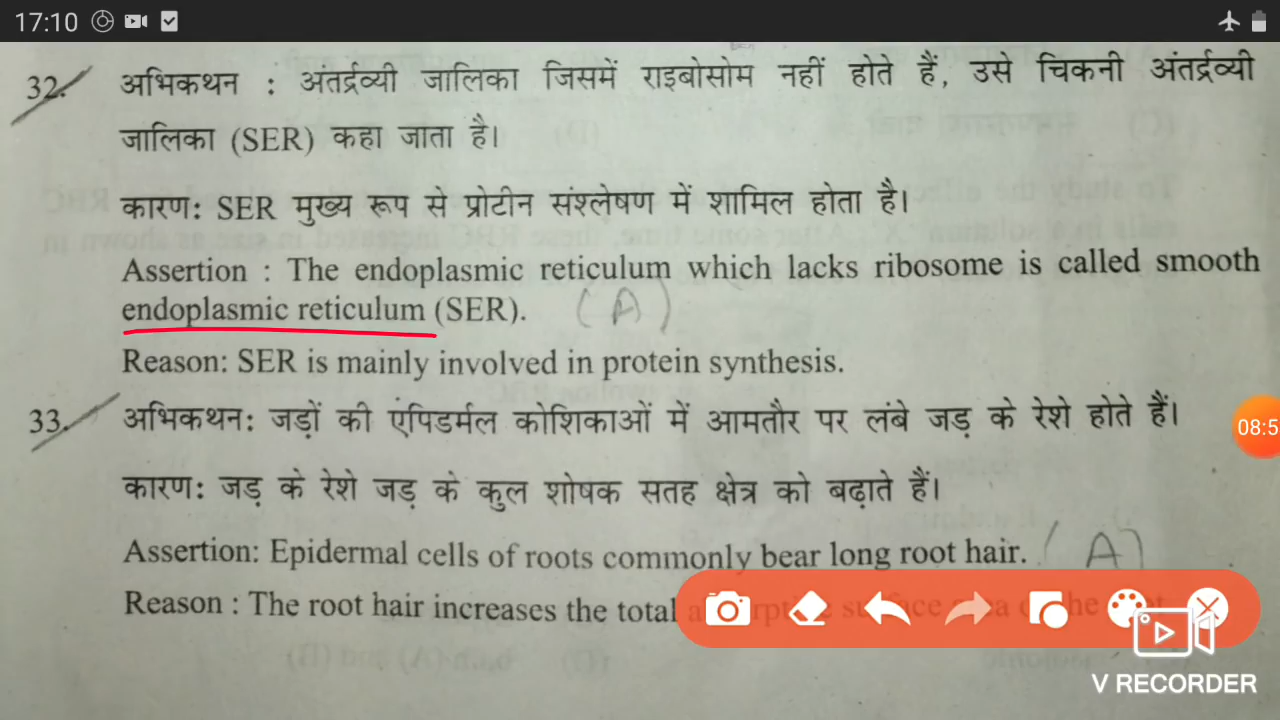 17:10
32. अभिकथन : अंतर्द्रव्यी जालिका जिसमें राइबोसोम नहीं होते हैं, उसे चिकनी अंतर्द्रव्यी
जालिका (SER) कहा जाता है।
कारण: SER मुख्य रूप से प्रोटीन संश्लेषण में शामिल होता है।
Assertion : The endoplasmic reticulum which lacks ribosome is called smooth
endoplasmic reticulum (SER). (A)
Reason: SER is mainly involved in protein synthesis.
33. अभिकथन: जड़ों की एंपिडर्मल कोशिकाओं में आमतौर पर लंबे जड़ के रेशे होते हैं।
08:5
कारण: जड़ के रेशे जड़ के कुल शोषक सतह क्षेत्र को बढ़ाते हैं।
Assertion: Epidermal cells of roots commonly bear long root hair. (A)
Reason : The root hair increases the total
V RECORDER